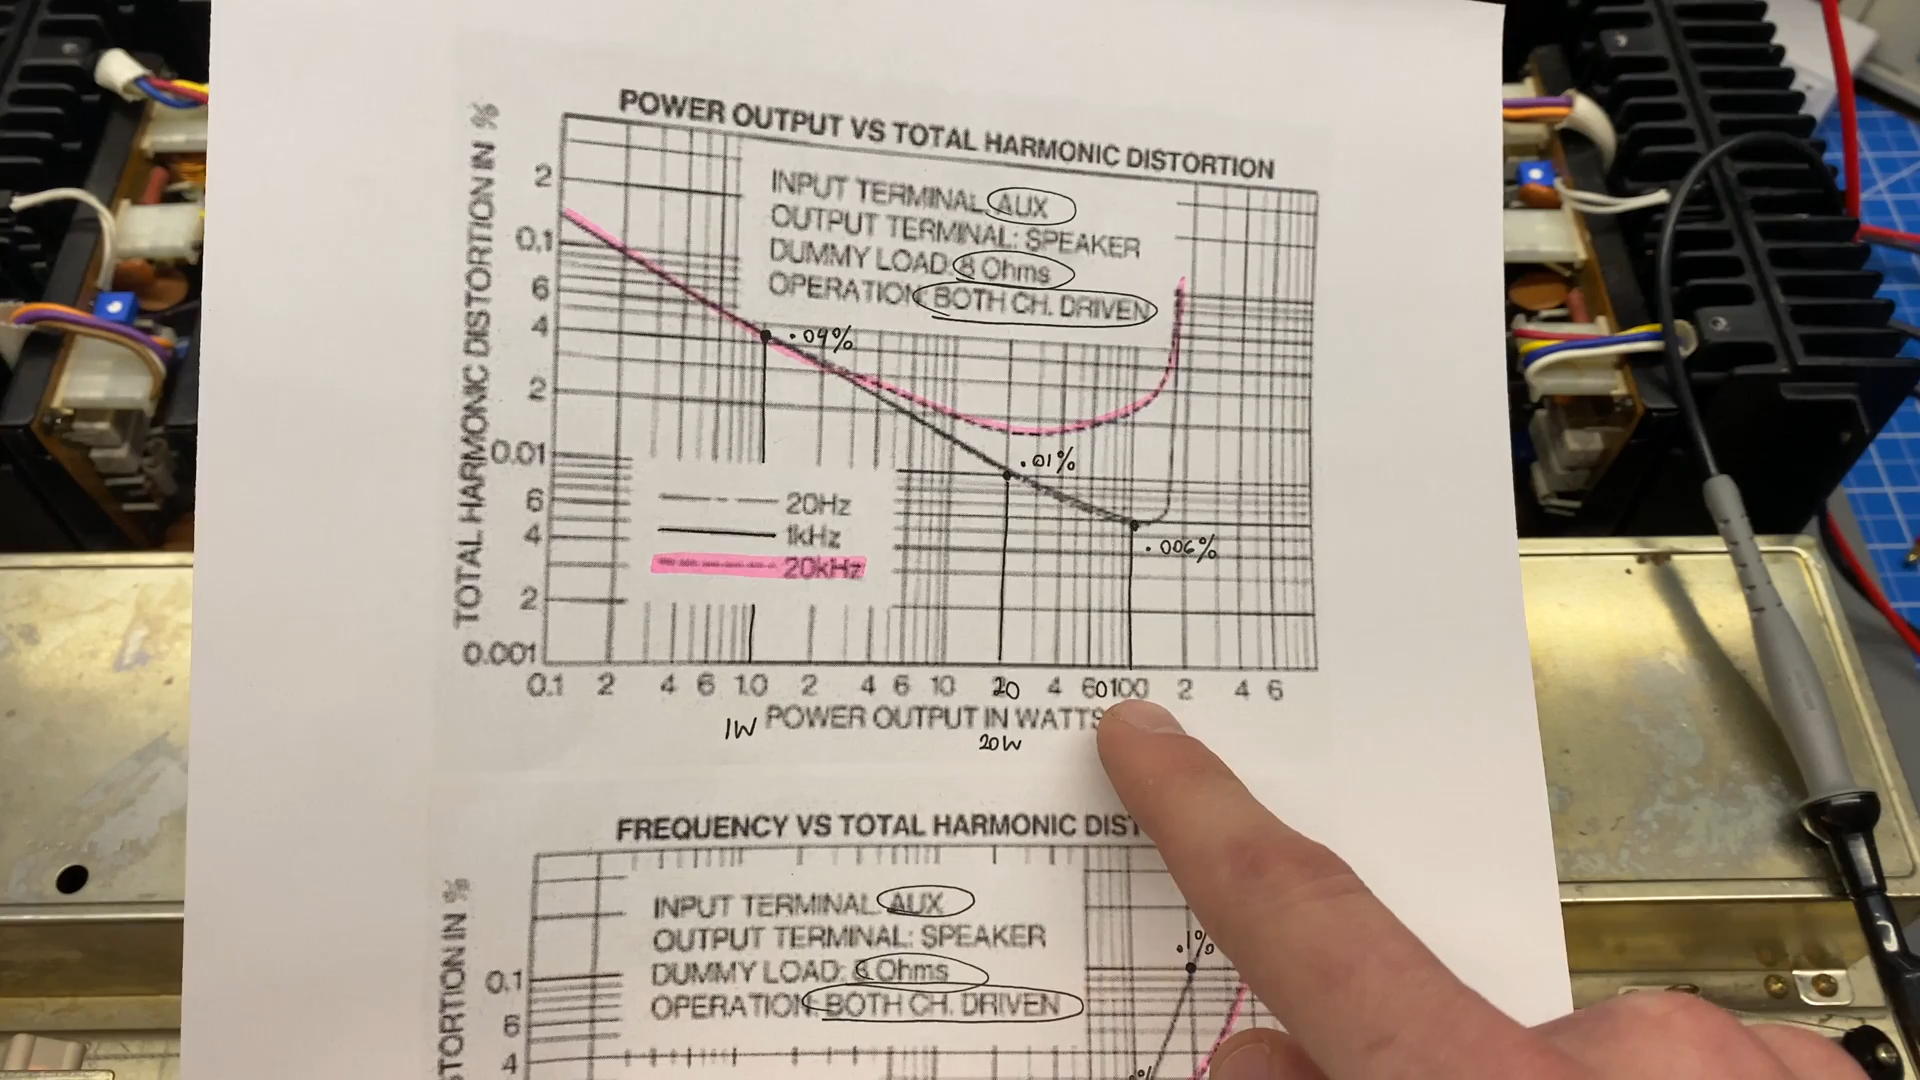 POWER OUTPUT VS TOTAL HARMONIC DISTORTION
TOTAL HARMONIC DISTORTION IN %
INPUT TERMINAL: AUX
OUTPUT TERMINAL: SPEAKER
DUMMY LOAD: 8 Ohms
OPERATION: BOTH CH. DRIVEN
2
0.1
6
4
2
0.01
6
4
2
0.001
.09%
.01%
.006%
20Hz
1kHz
20kHz
0.1 2 4 6 1.0 2 4 6 10 20 4 60 100 2 4 6
1W POWER OUTPUT IN WATTS
20W
FREQUENCY VS TOTAL HARMONIC DIST
STORTION IN %
INPUT TERMINAL: AUX
OUTPUT TERMINAL: SPEAKER
DUMMY LOAD: 8 Ohms
OPERATION: BOTH CH. DRIVEN
0.1
6
4
.1%